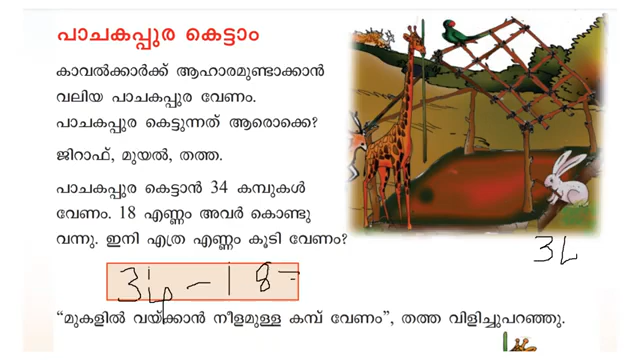 പാചകപ്പുര കെട്ടാം
കാവൽക്കാർക്ക് ആഹാരമുണ്ടാക്കാൻ
വലിയ പാചകപ്പുര വേണം.
പാചകപ്പുര കെട്ടുന്നത് ആരൊക്കെ?
ജിറാഫ്, മുയൽ, തത്ത.
പാചകപ്പുര കെട്ടാൻ 34 കമ്പുകൾ
വേണം. 18 എണ്ണം അവർ കൊണ്ടു
വന്നു. ഇനി എത്ര എണ്ണം കൂടി വേണം?
34 - 18 =
"മുകളിൽ വയ്ക്കാൻ നീളമുള്ള കമ്പ് വേണം", തത്ത വിളിച്ചുപറഞ്ഞു.